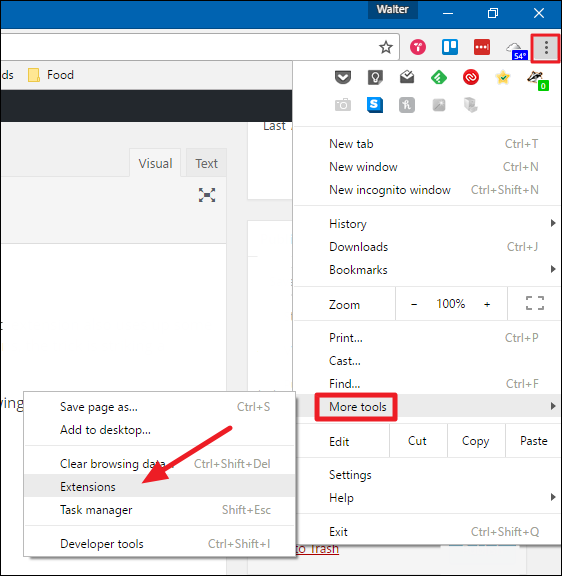 Walter
54°
ds
Food
0
Last
Visual
Text
New tab Ctrl+T
New window Ctrl+N
New incognito window Ctrl+Shift+N
History
Downloads Ctrl+J
Bookmarks
Zoom − 100% +
Print... Ctrl+P
Cast...
Find... Ctrl+F
More tools
Edit Cut Copy Paste
Settings
Help
Exit Ctrl+Shift+Q
t
ving
Save page as... Ctrl+S
Add to desktop...
Clear browsing data... Ctrl+Shift+Del
Extensions
Task manager Shift+Esc
Developer tools Ctrl+Shift+I
to Trash